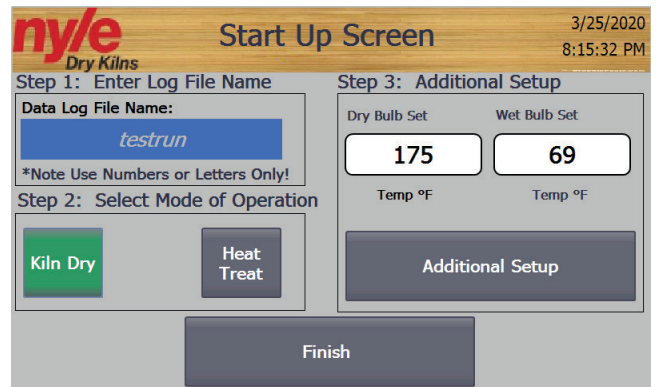 nyle
Dry Kilns
Start Up Screen
3/25/2020
8:15:32 PM
Step 1: Enter Log File Name
Data Log File Name:
testrun
*Note Use Numbers or Letters Only!
Step 2: Select Mode of Operation
Kiln Dry
Heat
Treat
Step 3: Additional Setup
Dry Bulb Set
Wet Bulb Set
175
69
Temp °F
Temp °F
Additional Setup
Finish